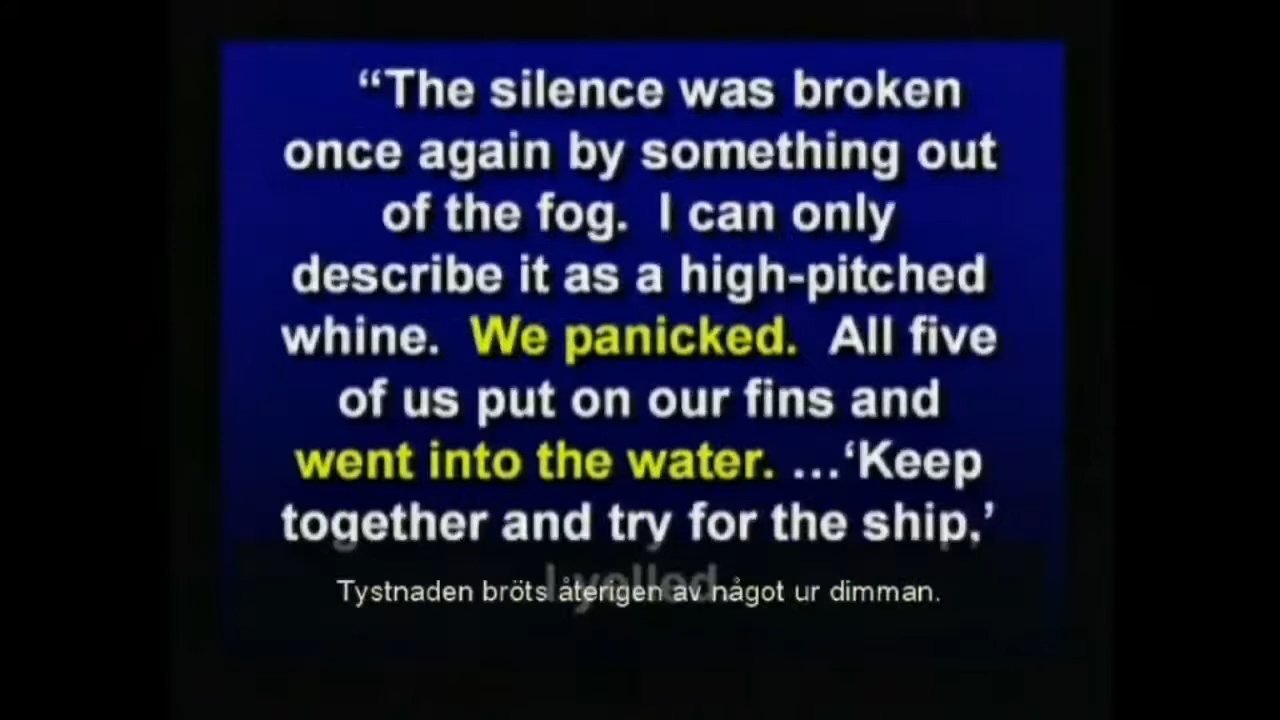 “The silence was broken
once again by something out
of the fog.  I can only
describe it as a high-pitched
whine.  We panicked.  All five
of us put on our fins and
went into the water. …‘Keep
together and try for the ship,’
I yelled.
Tystnaden bröts återigen av något ur dimman.